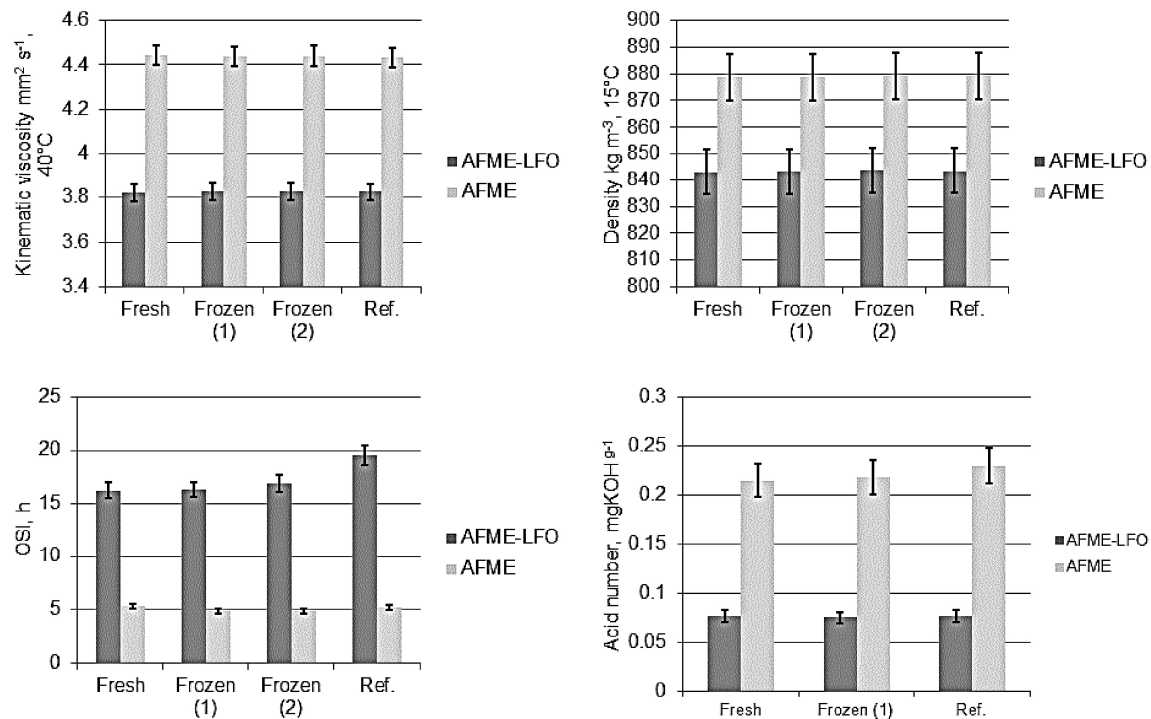 Kinematic viscosity mm² s⁻¹,
40°C
4.6
4.4
4.2
4
3.8
3.6
3.4
Fresh
Frozen
(1)
Frozen
(2)
Ref.
AFME-LFO
AFME
Density kg m⁻³, 15°C
900
890
880
870
860
850
840
830
820
810
800
Fresh
Frozen
(1)
Frozen
(2)
Ref.
AFME-LFO
AFME
OSI, h
25
20
15
10
5
0
Fresh
Frozen
(1)
Frozen
(2)
Ref.
AFME-LFO
AFME
Acid number, mgKOH g⁻¹
0.3
0.25
0.2
0.15
0.1
0.05
0
Fresh
Frozen (1)
Ref.
AFME-LFO
AFME